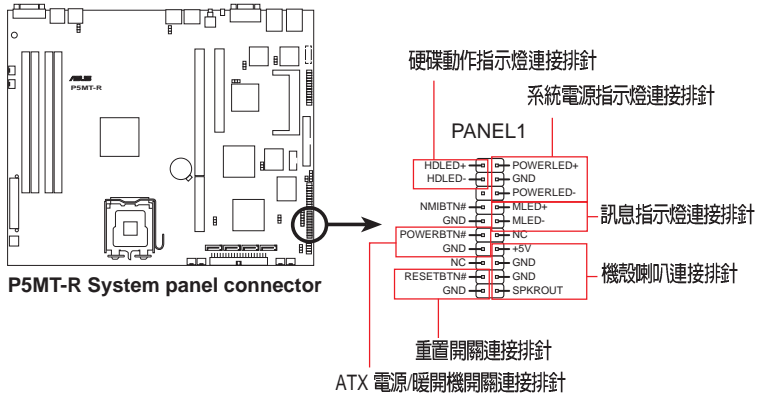 硬碟動作指示燈連接排針
系統電源指示燈連接排針
ASUS
P5MT-R
PANEL1
HDLED+ POWERLED+
HDLED- GND
POWERLED-
NMIBTN# MLED+
GND MLED-
POWERBTN# NC
GND +5V
NC GND
RESETBTN# GND
GND SPKROUT
訊息指示燈連接排針
機殼喇叭連接排針
P5MT-R System panel connector
重置開關連接排針
ATX 電源/暖開機開關連接排針